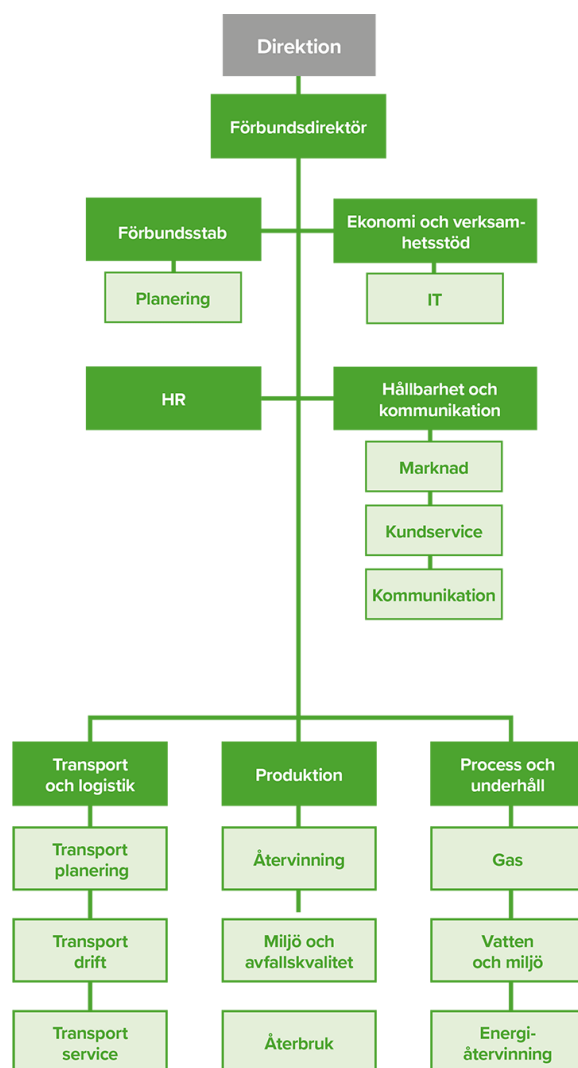 Direktion
Förbundsdirektör
Förbundsstab
Ekonomi och verksam-
hetsstöd
Planering
IT
HR
Hållbarhet och
kommunikation
Marknad
Kundservice
Kommunikation
Transport
och logistik
Produktion
Process och
underhåll
Transport
planering
Återvinning
Gas
Transport
drift
Miljö och
avfallskvalitet
Vatten
och miljö
Transport
service
Återbruk
Energi-
återvinning